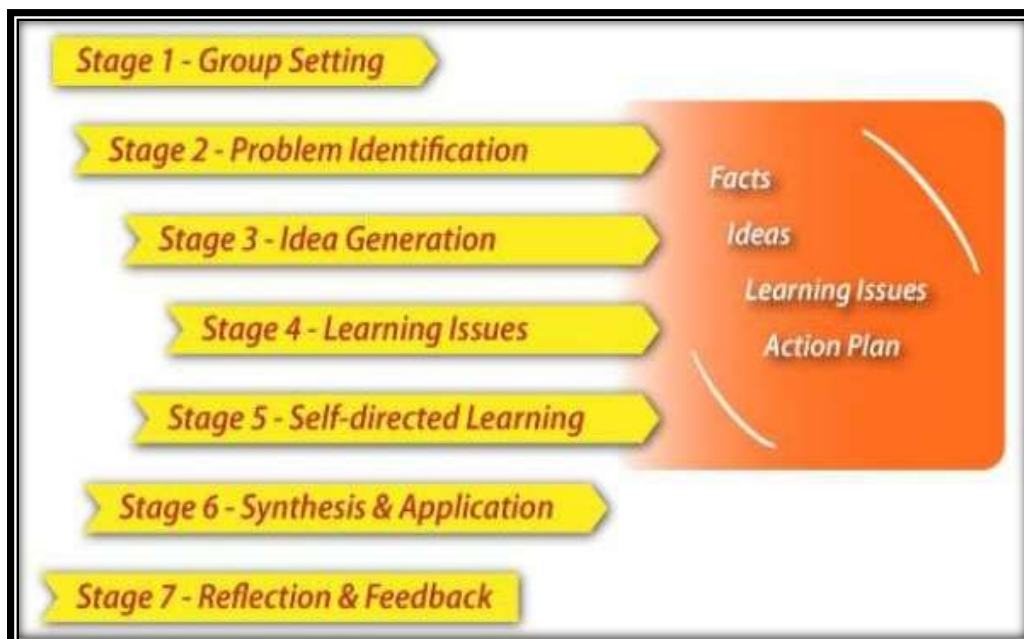 Stage 1 - Group Setting
Stage 2 - Problem Identification
Stage 3 - Idea Generation
Stage 4 - Learning Issues
Stage 5 - Self-directed Learning
Stage 6 - Synthesis & Application
Stage 7 - Reflection & Feedback
Facts
Ideas
Learning Issues
Action Plan